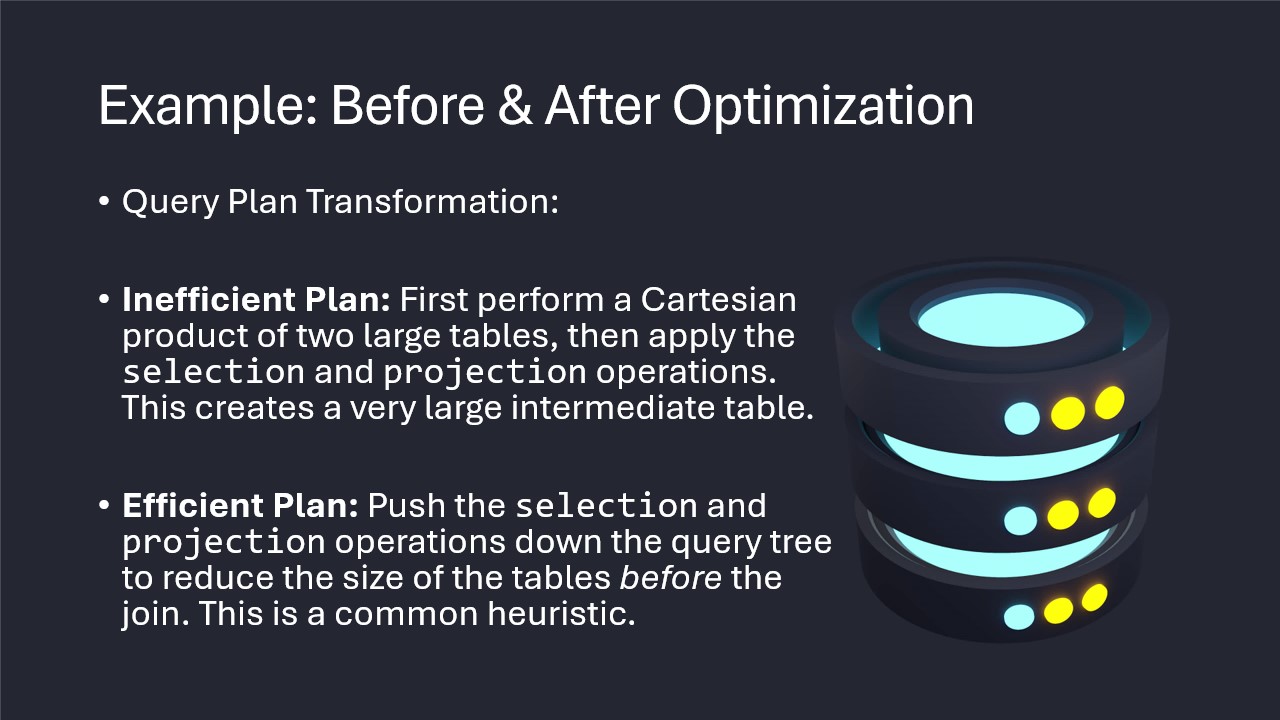 Example: Before & After Optimization
• Query Plan Transformation:
• Inefficient Plan: First perform a Cartesian
product of two large tables, then apply the
selection and projection operations.
This creates a very large intermediate table.
• Efficient Plan: Push the selection and
projection operations down the query tree
to reduce the size of the tables before the
join. This is a common heuristic.